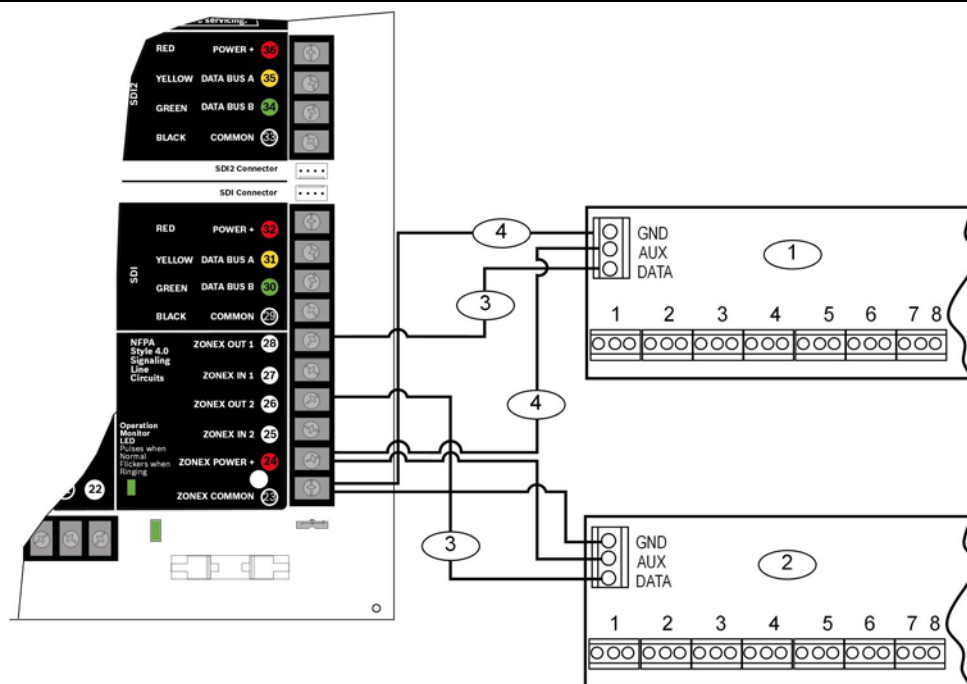 servicing.
SDI2
RED POWER + 36
YELLOW DATA BUS A 35
GREEN DATA BUS B 34
BLACK COMMON 33
SDI2 Connector
SDI Connector
SDI
RED POWER + 32
YELLOW DATA BUS A 31
GREEN DATA BUS B 30
BLACK COMMON 29
NFPA
Style 4.0
Signaling
Line
Circuits
ZONEX OUT 1 28
ZONEX IN 1 27
ZONEX OUT 2 26
ZONEX IN 2 25
ZONEX POWER + 24
ZONEX COMMON 23
Operation
Monitor
LED
Pulses when
Normal
Flickers when
Ringing
22
4
3
4
3
GND
AUX
DATA
1
1 2 3 4 5 6 7 8
GND
AUX
DATA
2
1 2 3 4 5 6 7 8